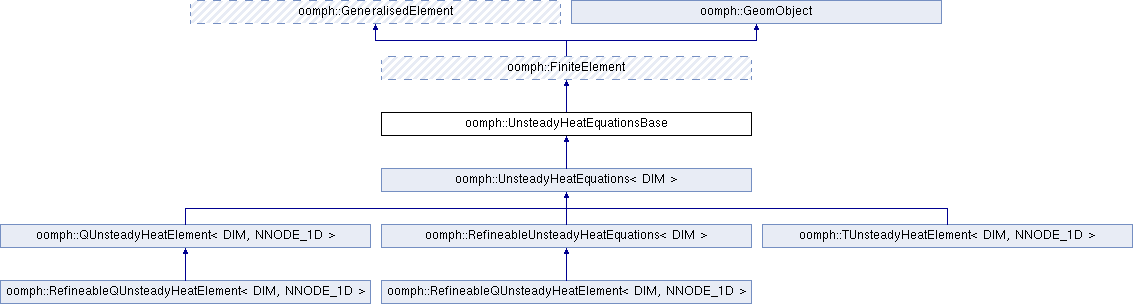 oomph::GeneralisedElement
oomph::GeomObject
oomph::FiniteElement
oomph::UnsteadyHeatEquationsBase
oomph::UnsteadyHeatEquations< DIM >
oomph::QUnsteadyHeatElement< DIM, NNODE_1D >
oomph::RefineableUnsteadyHeatEquations< DIM >
oomph::TUnsteadyHeatElement< DIM, NNODE_1D >
oomph::RefineableQUnsteadyHeatElement< DIM, NNODE_1D >
oomph::RefineableQUnsteadyHeatElement< DIM, NNODE_1D >